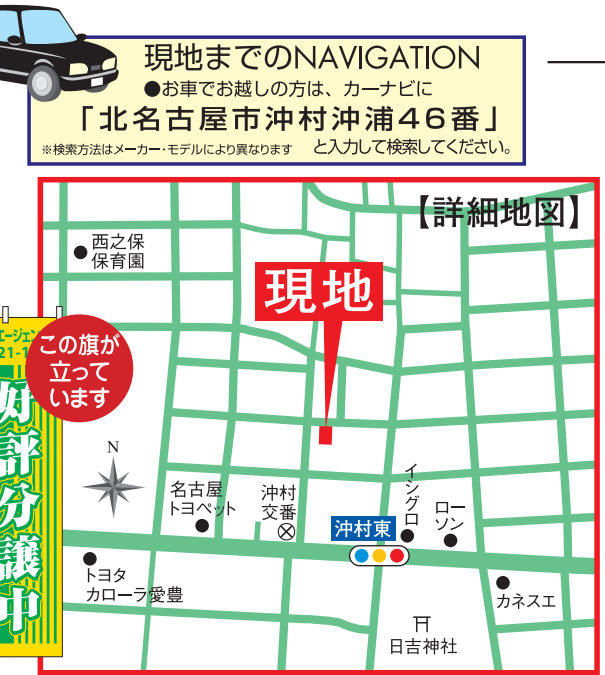 現地までのNAVIGATION
●お車でお越しの方は、カーナビに
「北名古屋市沖村沖浦46番」
※検索方法はメーカー・モデルにより異なります と入力して検索してください。
【詳細地図】
西之保
保育園
現地
この旗が
立って
います
好評分譲中
N
名古屋
トヨペット
沖村
交番
イシグロ
ローソン
沖村東
トヨタ
カローラ愛豊
カネスエ
日吉神社